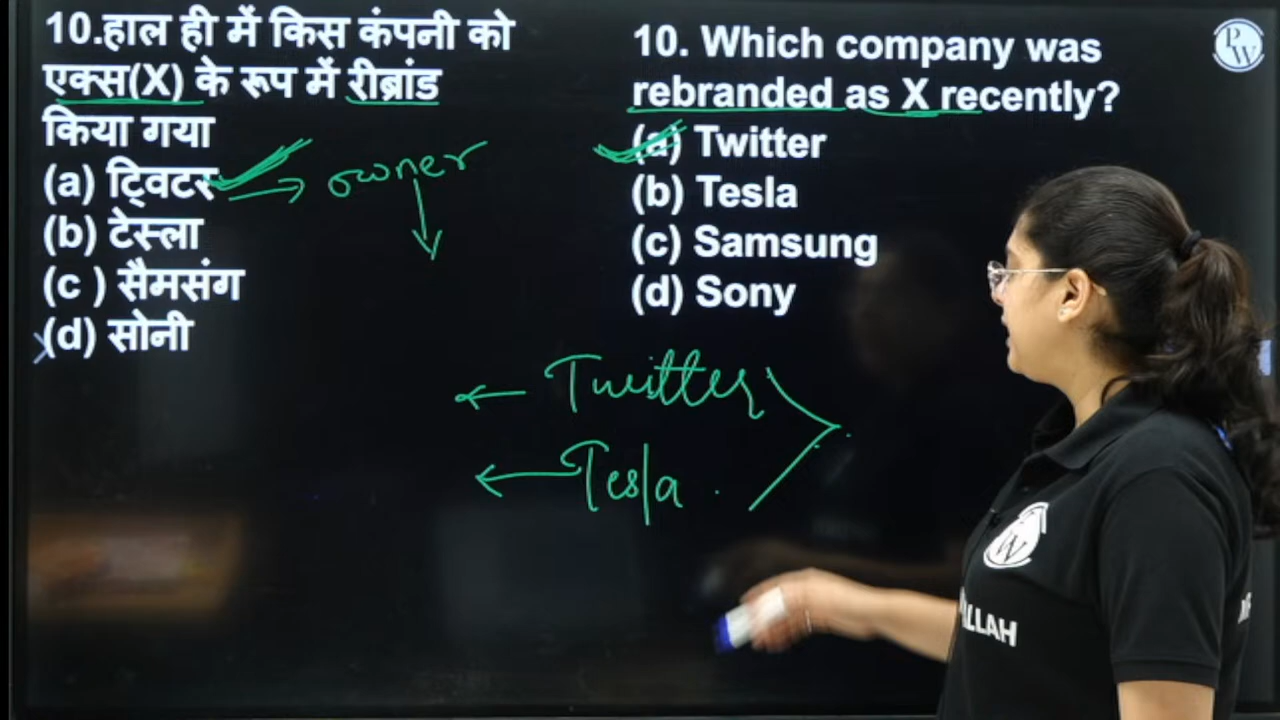 10.हाल ही में किस कंपनी को
एक्स(X) के रूप में रीब्रांड
किया गया
(a) ट्विटर
(b) टेस्ला
(c ) सैमसंग
(d) सोनी
owner
10. Which company was
rebranded as X recently?
(a) Twitter
(b) Tesla
(c) Samsung
(d) Sony
Twitter
Tesla
PW
W
ALLAH